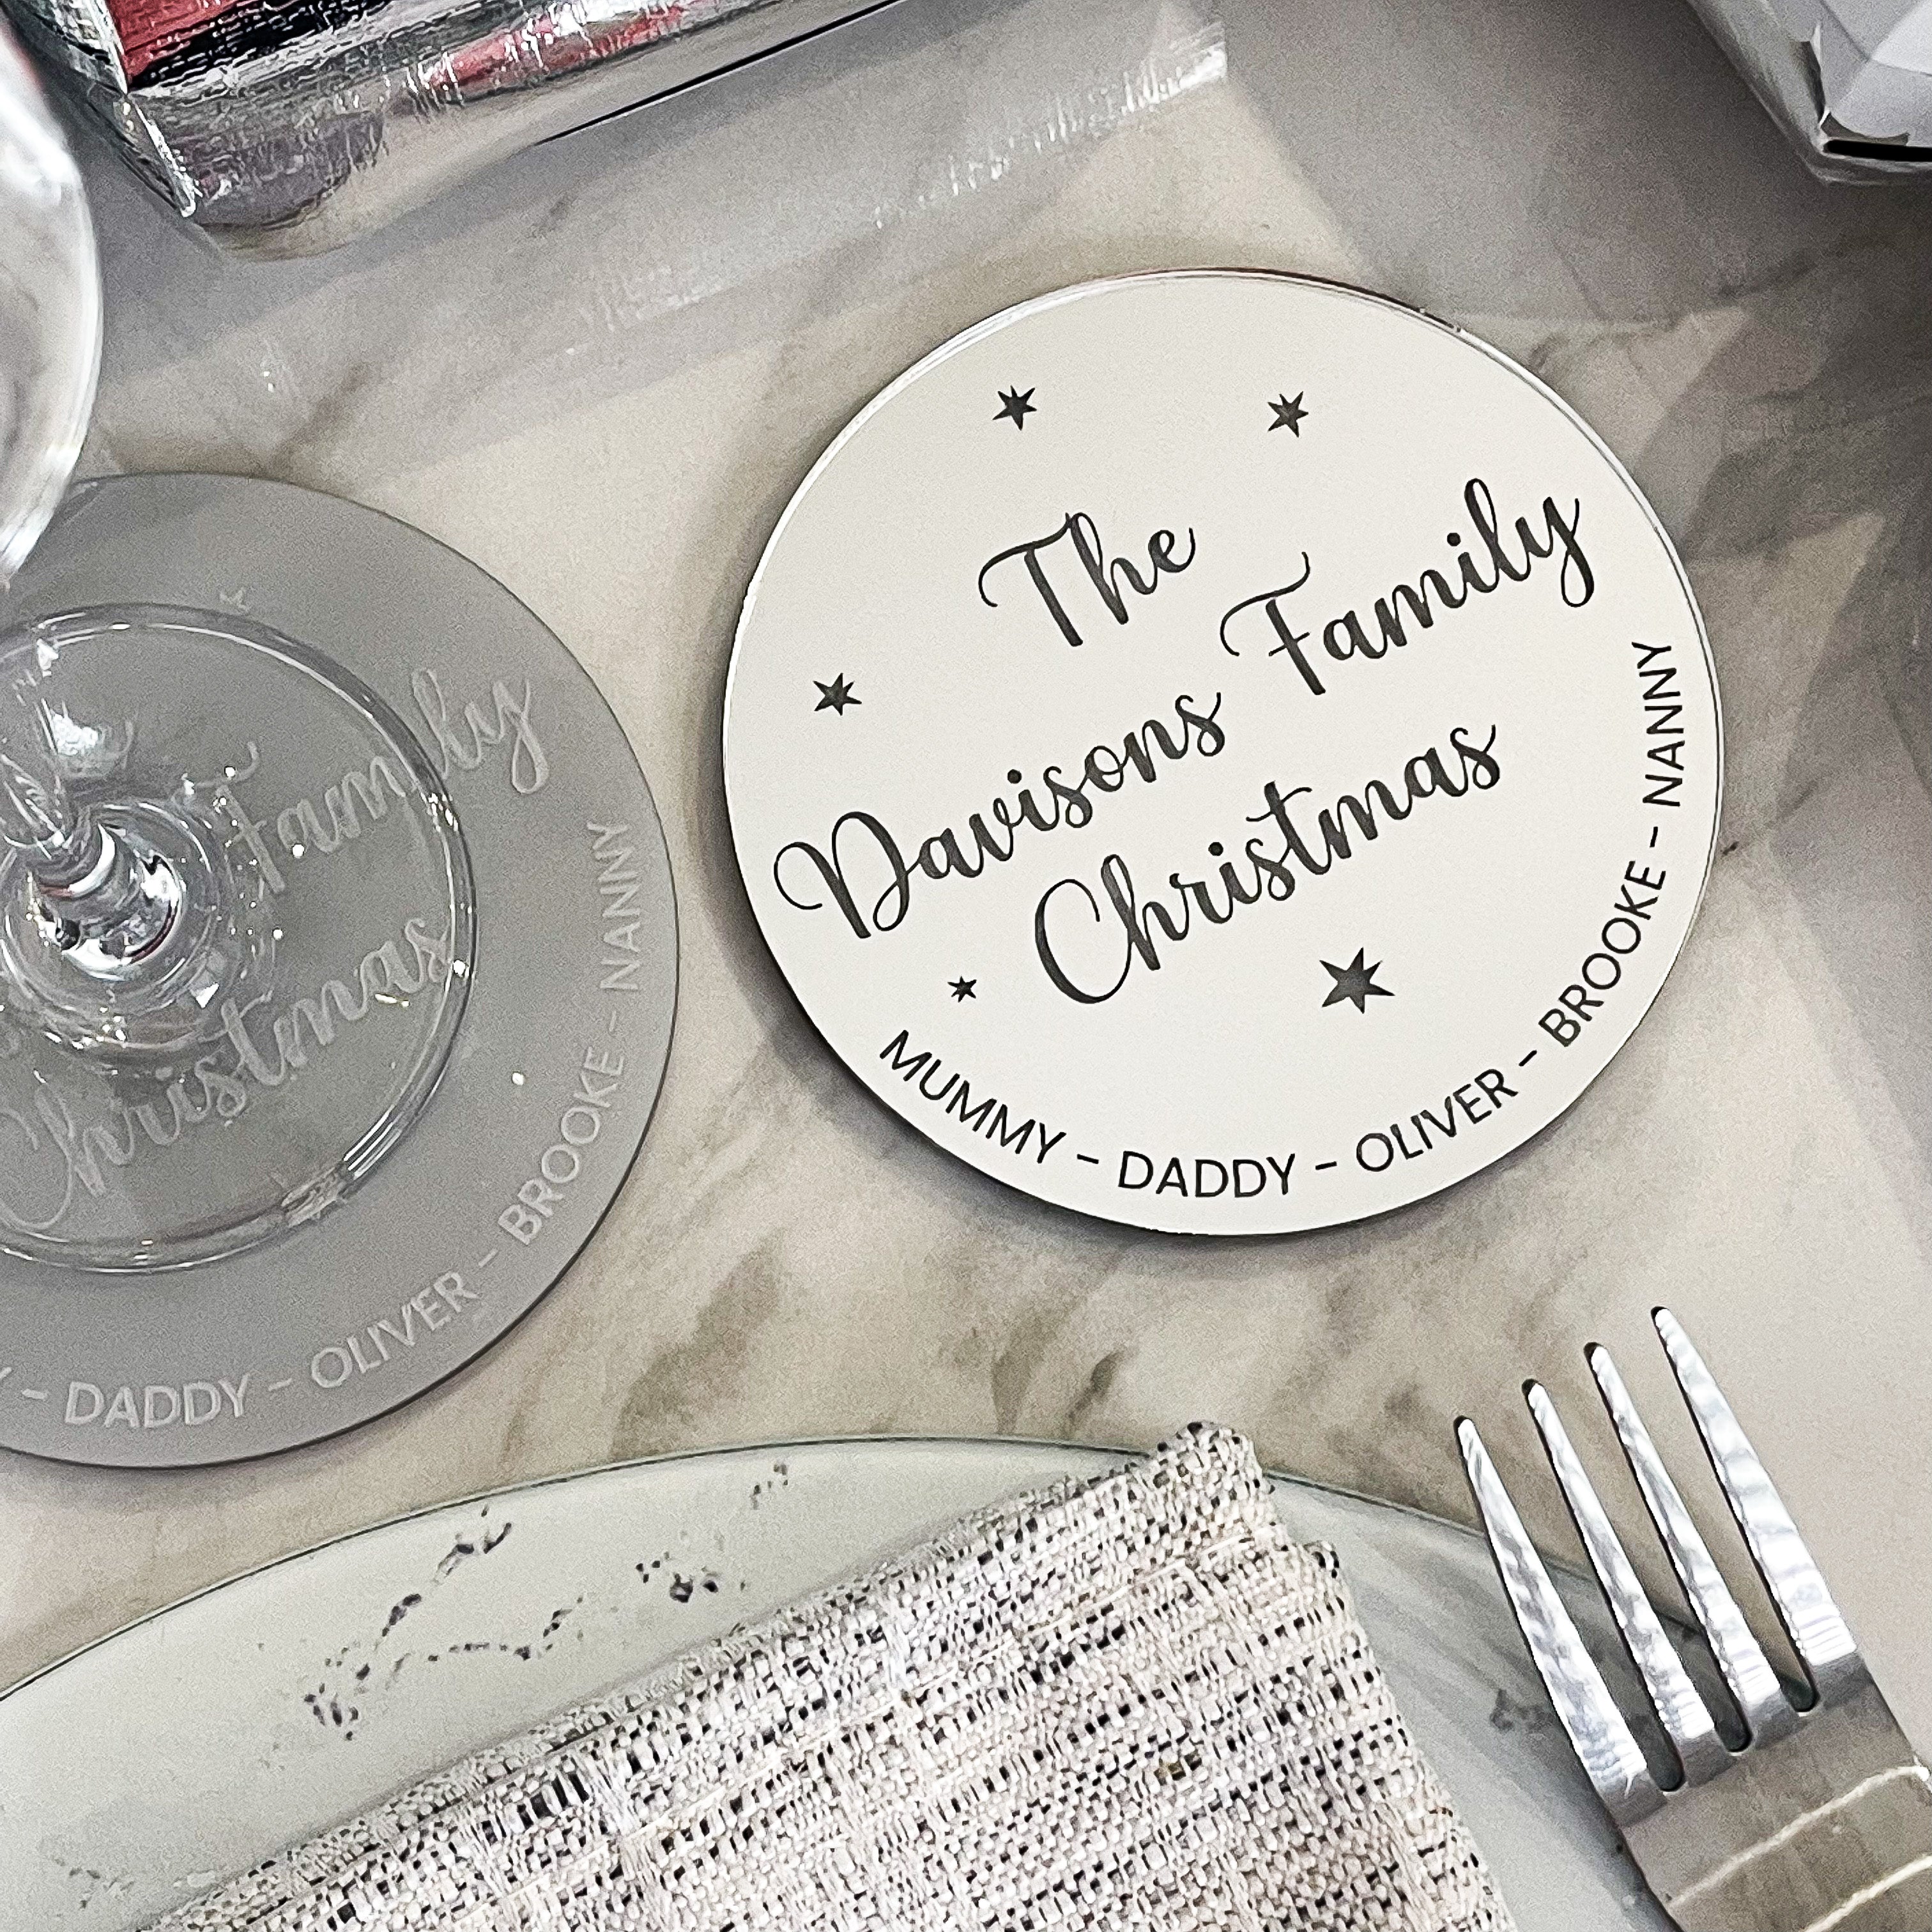 The
Davisons Family
Christmas
MUMMY - DADDY - OLIVER - BROOKE - NANNY
Family
Christmas
- DADDY - OLIVER - BROOKE - NANNY